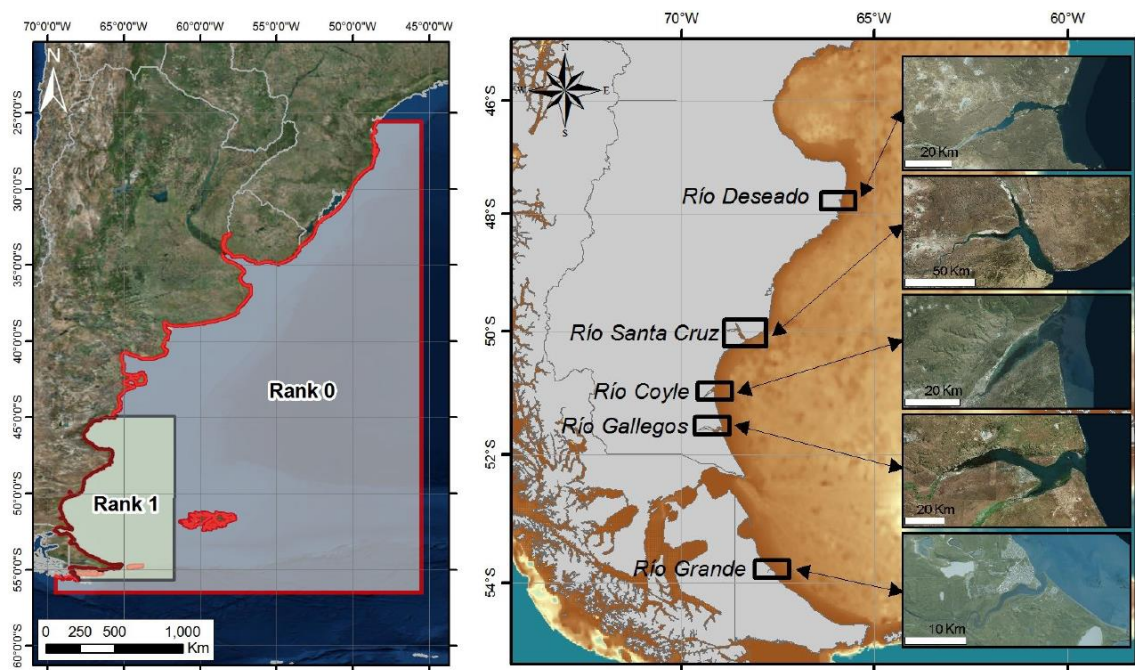 70°0'0"W 65°0'0"W 60°0'0"W 55°0'0"W 50°0'0"W 45°0'0"W
N
25°0'0"S
30°0'0"S
35°0'0"S
40°0'0"S
45°0'0"S
50°0'0"S
55°0'0"S
60°0'0"S
Rank 0
Rank 1
0 250 500 1,000
Km
70°W 65°W 60°W
N
W E
S
46°S
48°S
50°S
52°S
54°S
Río Deseado
Río Santa Cruz
Río Coyle
Río Gallegos
Río Grande
20 Km
50 Km
20 Km
20 Km
10 Km